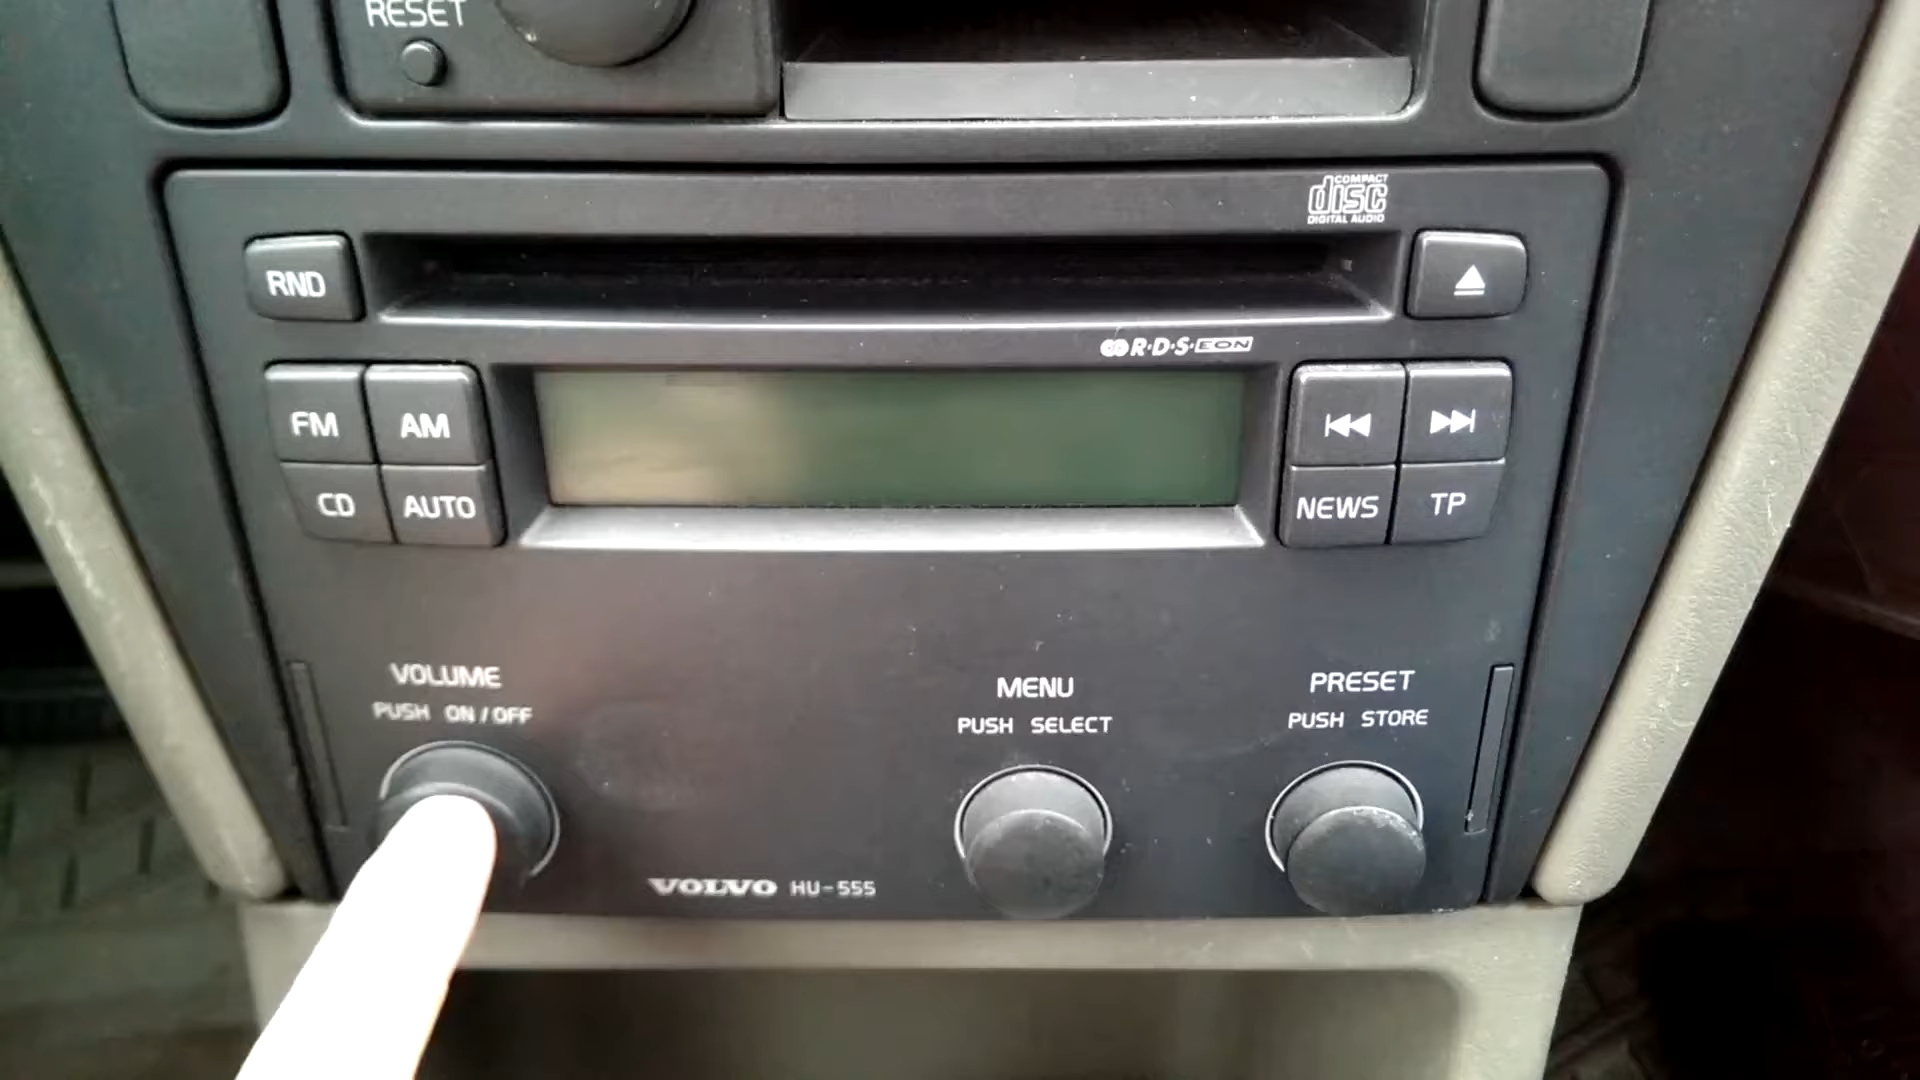 RESET
COMPACT
disc
DIGITAL AUDIO
RND
R·D·S·EON
FM AM
CD AUTO
NEWS TP
VOLUME
PUSH ON / OFF
MENU
PUSH SELECT
PRESET
PUSH STORE
VOLVO HU-555